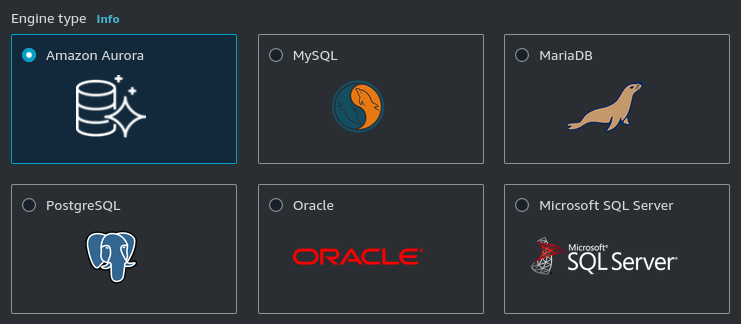 Engine type Info
Amazon Aurora
MySQL
MariaDB
PostgreSQL
Oracle
ORACLE®
Microsoft SQL Server
Microsoft®
SQL Server®